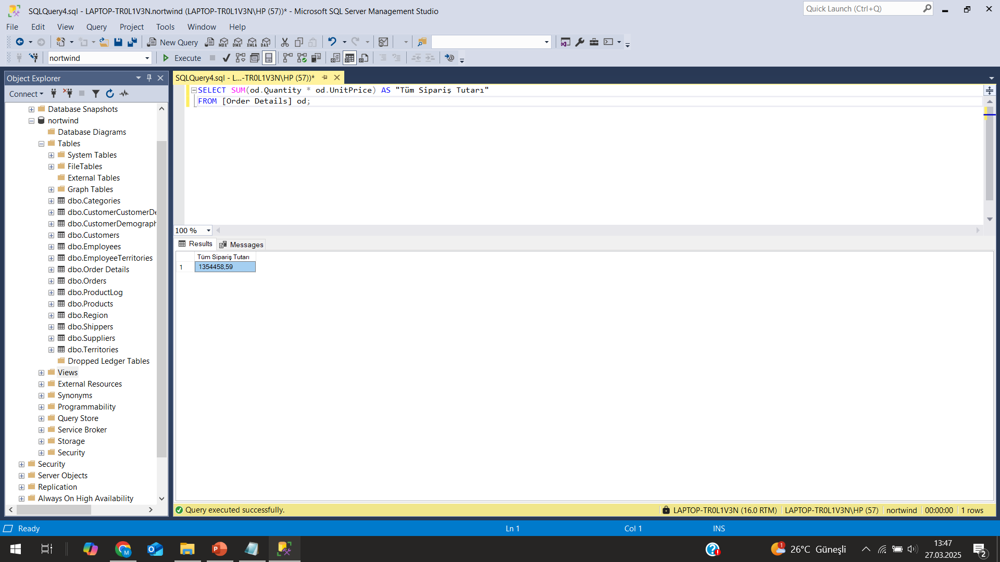 SQLQuery4.sql - LAPTOP-TR0L1V3N.nortwind (LAPTOP-TR0L1V3N\HP (57))* - Microsoft SQL Server Management Studio
Quick Launch (Ctrl+Q)
File Edit View Query Project Tools Window Help
New Query MDX DMX XMLA DAX
nortwind Execute
Object Explorer
Connect
Database Snapshots
nortwind
Database Diagrams
Tables
System Tables
FileTables
External Tables
Graph Tables
dbo.Categories
dbo.CustomerCustomerDe
dbo.CustomerDemograph
dbo.Customers
dbo.Employees
dbo.EmployeeTerritories
dbo.Order Details
dbo.Orders
dbo.ProductLog
dbo.Products
dbo.Region
dbo.Shippers
dbo.Suppliers
dbo.Territories
Dropped Ledger Tables
Views
External Resources
Synonyms
Programmability
Query Store
Service Broker
Storage
Security
Security
Server Objects
Replication
Always On High Availability
SQLQuery4.sql - L...-TR0L1V3N\HP (57))*
SELECT SUM(od.Quantity * od.UnitPrice) AS "Tüm Sipariş Tutarı"
FROM [Order Details] od;
100 %
Results Messages
Tüm Sipariş Tutarı
1 1354458,59
Query executed successfully.
LAPTOP-TR0L1V3N (16.0 RTM) LAPTOP-TR0L1V3N\HP (57) nortwind 00:00:00 1 rows
Ready Ln 1 Col 1 INS
1 26°C Güneşli
13:47
27.03.2025
2